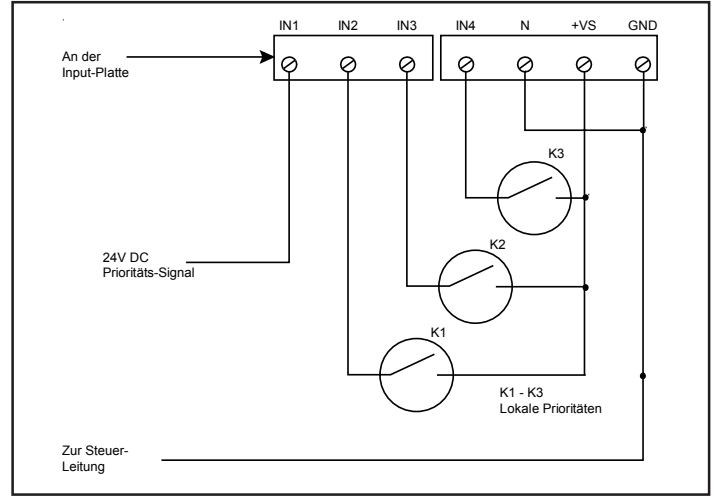 IN1 IN2 IN3 IN4 N +VS GND
An der
Input-Platte
K3
K2
24V DC
Prioritäts-Signal
K1
K1 - K3
Lokale Prioritäten
Zur Steuer-
Leitung